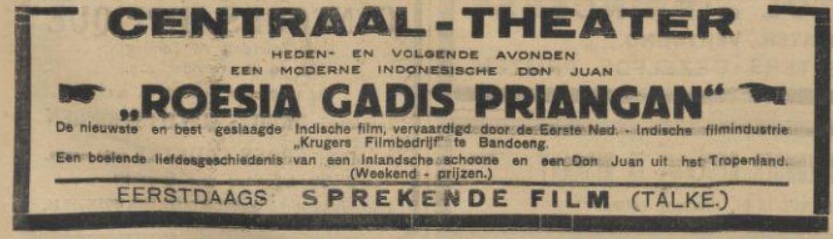 CENTRAAL-THEATER
HEDEN- EN VOLGENDE AVONDEN
EEN MODERNE INDONESISCHE DON JUAN
„ROESIA GADIS PRIANGAN“
De nieuwste en best geslaagde Indische film, vervaardigd door de Eerste Ned. - Indische filmindustrie
„Krugers Filmbedrijf” te Bandoeng.
Een boeiende liefdesgeschiedenis van een Inlandsche schoone en een Don Juan uit het Tropenland.
(Weekend - prijzen.)
EERSTDAAGS SPREKENDE FILM (TALKE.)